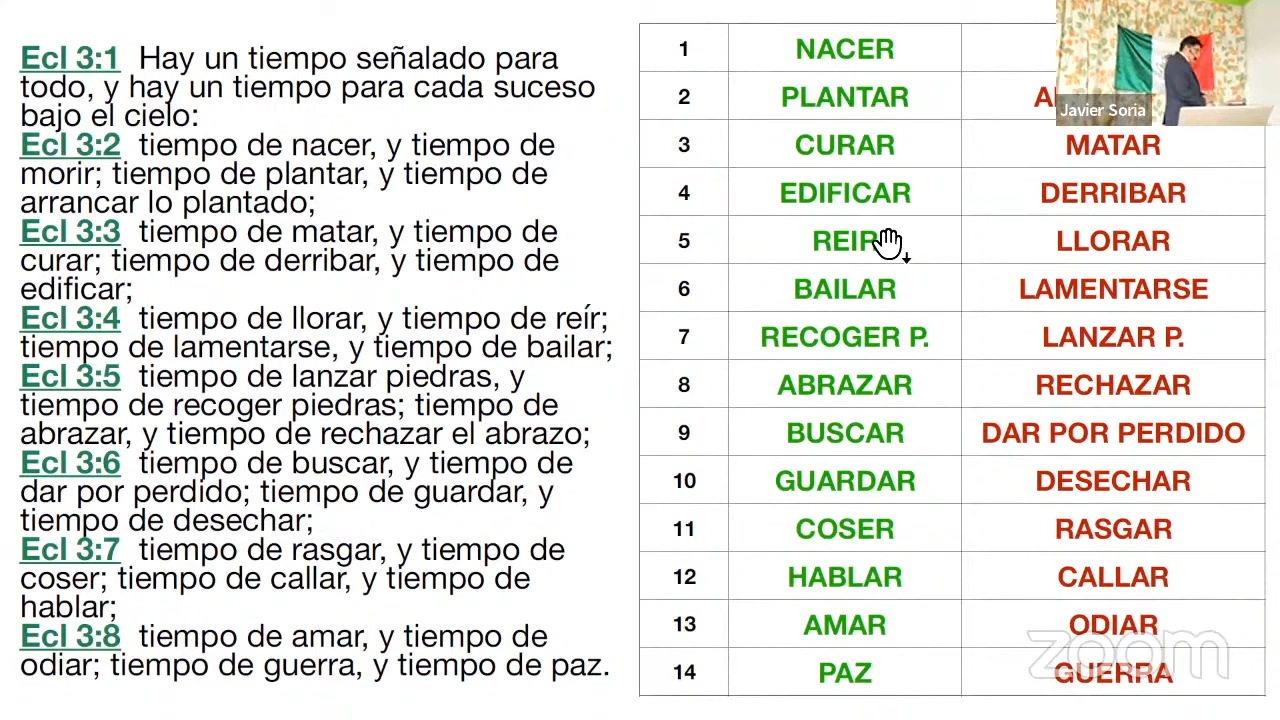 Ecl 3:1 Hay un tiempo señalado para
todo, y hay un tiempo para cada suceso
bajo el cielo:
Ecl 3:2 tiempo de nacer, y tiempo de
morir; tiempo de plantar, y tiempo de
arrancar lo plantado;
Ecl 3:3 tiempo de matar, y tiempo de
curar; tiempo de derribar, y tiempo de
edificar;
Ecl 3:4 tiempo de llorar, y tiempo de reír;
tiempo de lamentarse, y tiempo de bailar;
Ecl 3:5 tiempo de lanzar piedras, y
tiempo de recoger piedras; tiempo de
abrazar, y tiempo de rechazar el abrazo;
Ecl 3:6 tiempo de buscar, y tiempo de
dar por perdido; tiempo de guardar, y
tiempo de desechar;
Ecl 3:7 tiempo de rasgar, y tiempo de
coser; tiempo de callar, y tiempo de
hablar;
Ecl 3:8 tiempo de amar, y tiempo de
odiar; tiempo de guerra, y tiempo de paz.
1 NACER
2 PLANTAR
3 CURAR MATAR
4 EDIFICAR DERRIBAR
5 REIR LLORAR
6 BAILAR LAMENTARSE
7 RECOGER P. LANZAR P.
8 ABRAZAR RECHAZAR
9 BUSCAR DAR POR PERDIDO
10 GUARDAR DESECHAR
11 COSER RASGAR
12 HABLAR CALLAR
13 AMAR ODIAR
14 PAZ GUERRA
Javier Soria
zoom